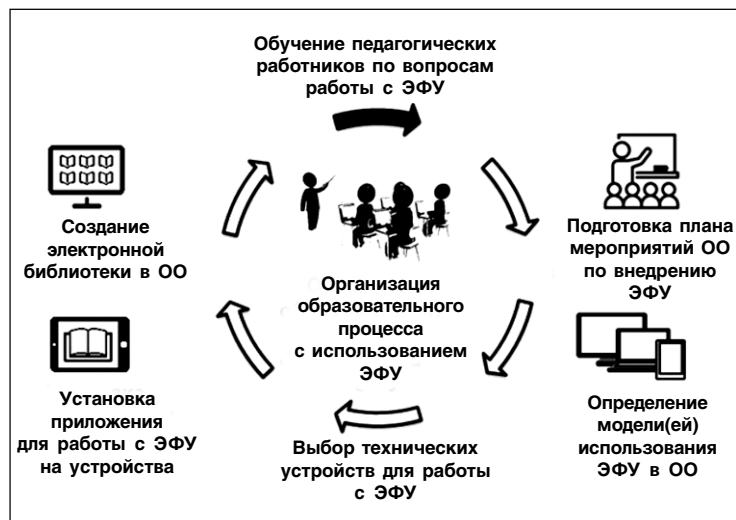 Обучение педагогических
работников по вопросам
работы с ЭФУ
Подготовка плана
мероприятий ОО
по внедрению
ЭФУ
Определение
модели(ей)
использования
ЭФУ в ОО
Выбор технических
устройств для работы
с ЭФУ
Установка
приложения
для работы с ЭФУ
на устройства
Создание
электронной
библиотеки в ОО
Организация
образовательного
процесса
с использованием
ЭФУ